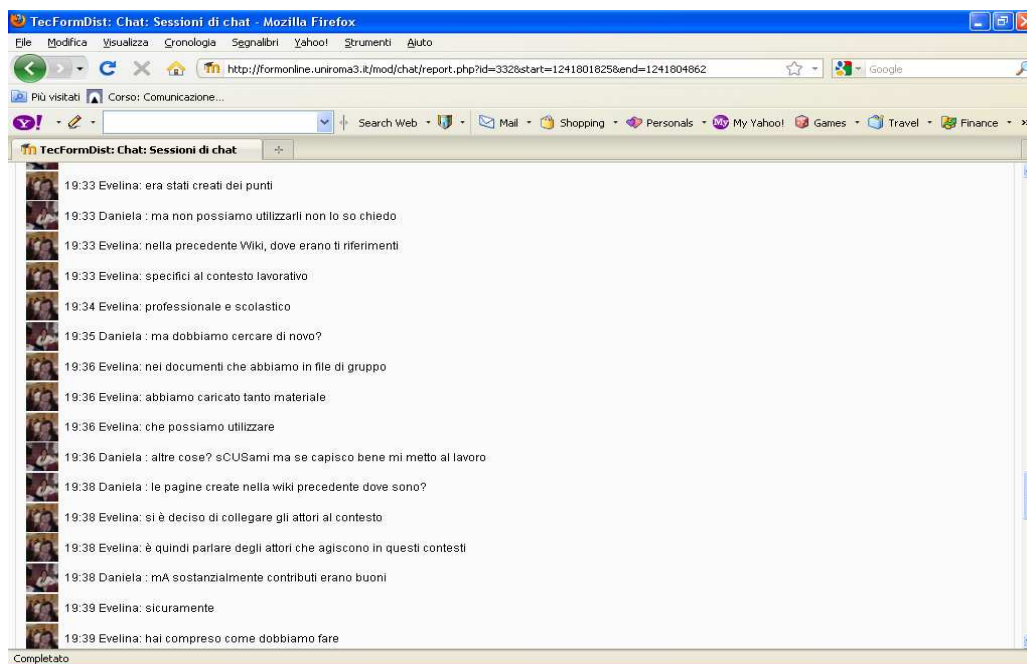 TecFormDist: Chat: Sessioni di chat - Mozilla Firefox
File Modifica Visualizza Cronologia Segnalibri Yahoo! Strumenti Aiuto
http://formonline.uniroma3.it/mod/chat/report.php?id=332&start=1241801825&end=1241804862 Google
Più visitati Corso: Comunicazione...
Y! Search Web Mail Shopping Personals My My Yahoo! Games Travel Finance »
TecFormDist: Chat: Sessioni di chat
19:33 Evelina: era stati creati dei punti
19:33 Daniela : ma non possiamo utilizzarli non lo so chiedo
19:33 Evelina: nella precedente Wiki, dove erano ti riferimenti
19:33 Evelina: specifici al contesto lavorativo
19:34 Evelina: professionale e scolastico
19:35 Daniela : ma dobbiamo cercare di novo?
19:36 Evelina: nei documenti che abbiamo in file di gruppo
19:36 Evelina: abbiamo caricato tanto materiale
19:36 Evelina: che possiamo utilizzare
19:36 Daniela : altre cose? sCUSami ma se capisco bene mi metto al lavoro
19:38 Daniela : le pagine create nella wiki precedente dove sono?
19:38 Evelina: si è deciso di collegare gli attori al contesto
19:38 Evelina: è quindi parlare degli attori che agiscono in questi contesti
19:38 Daniela : mA sostanzialmente contributi erano buoni
19:39 Evelina: sicuramente
19:39 Evelina: hai compreso come dobbiamo fare
Completato